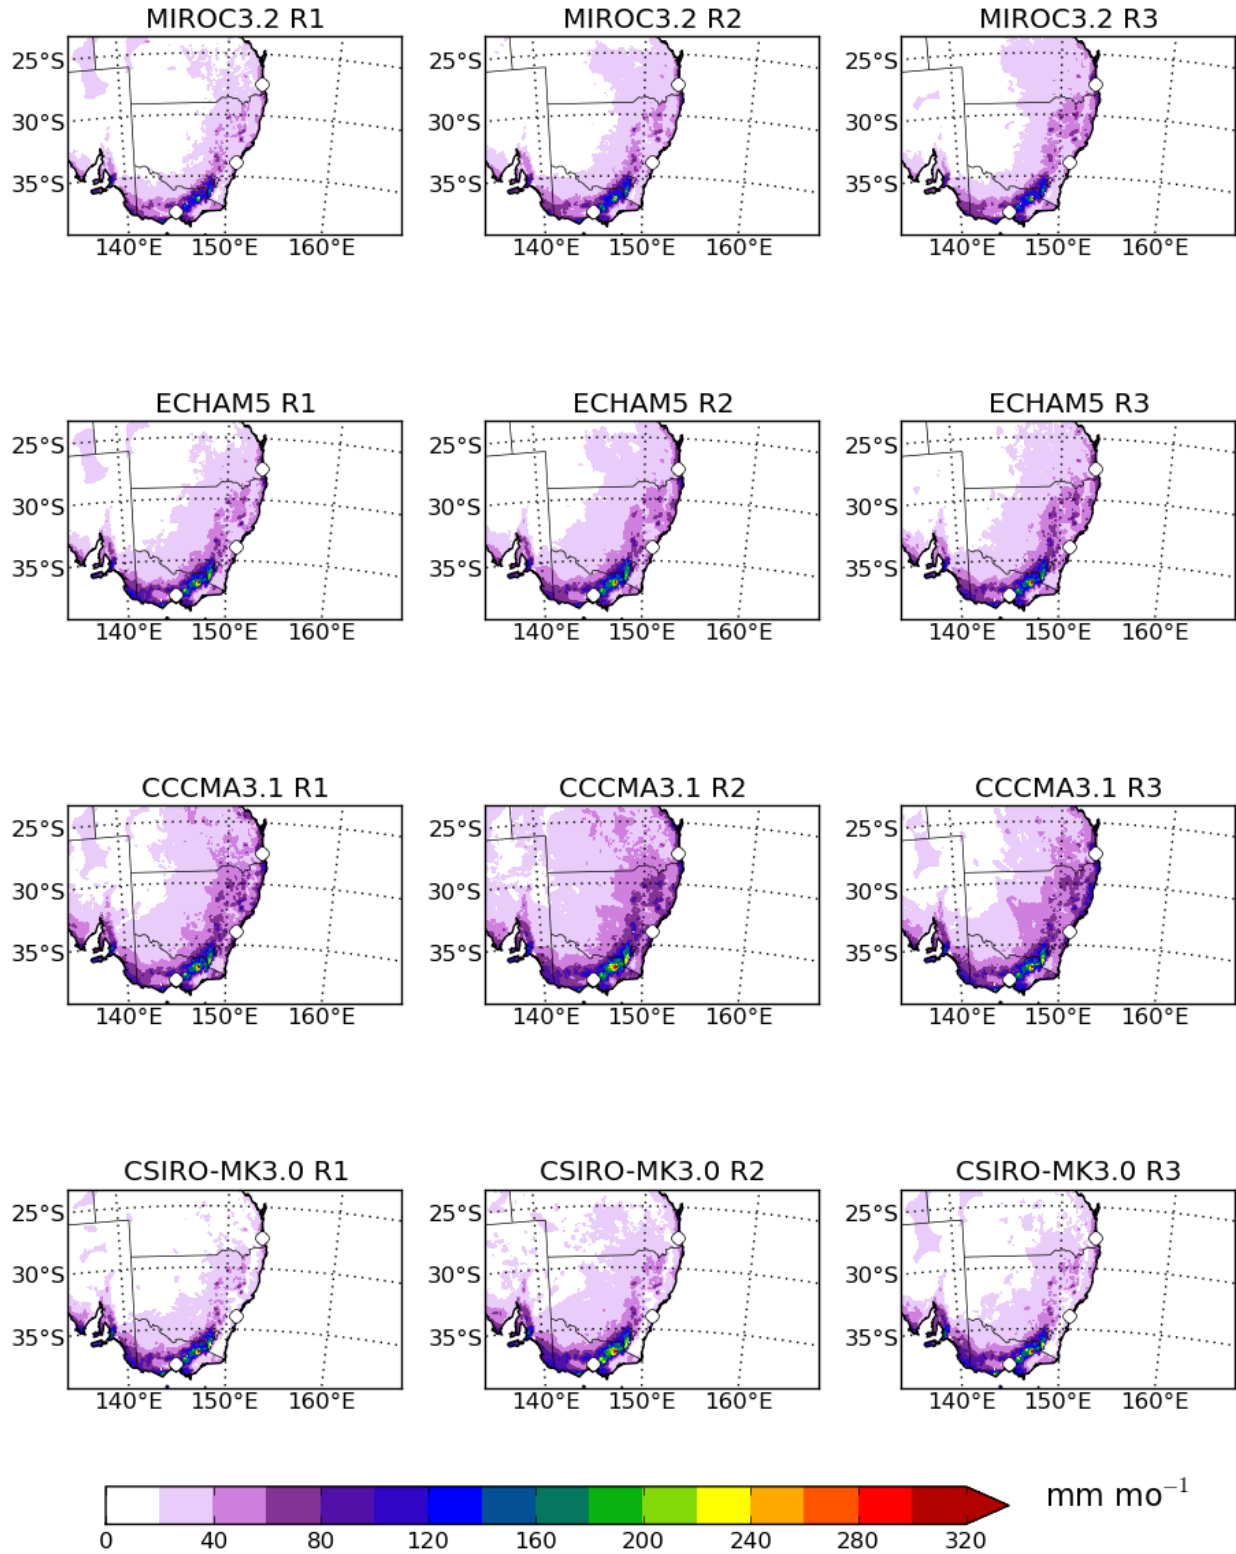 MIROC3.2 R1 MIROC3.2 R2 MIROC3.2 R3
25°S 25°S 25°S
30°S 30°S 30°S
35°S 35°S 35°S
140°E 150°E 160°E 140°E 150°E 160°E 140°E 150°E 160°E
ECHAM5 R1 ECHAM5 R2 ECHAM5 R3
25°S 25°S 25°S
30°S 30°S 30°S
35°S 35°S 35°S
140°E 150°E 160°E 140°E 150°E 160°E 140°E 150°E 160°E
CCCMA3.1 R1 CCCMA3.1 R2 CCCMA3.1 R3
25°S 25°S 25°S
30°S 30°S 30°S
35°S 35°S 35°S
140°E 150°E 160°E 140°E 150°E 160°E 140°E 150°E 160°E
CSIRO-MK3.0 R1 CSIRO-MK3.0 R2 CSIRO-MK3.0 R3
25°S 25°S 25°S
30°S 30°S 30°S
35°S 35°S 35°S
140°E 150°E 160°E 140°E 150°E 160°E 140°E 150°E 160°E
mm mo⁻¹
0 40 80 120 160 200 240 280 320